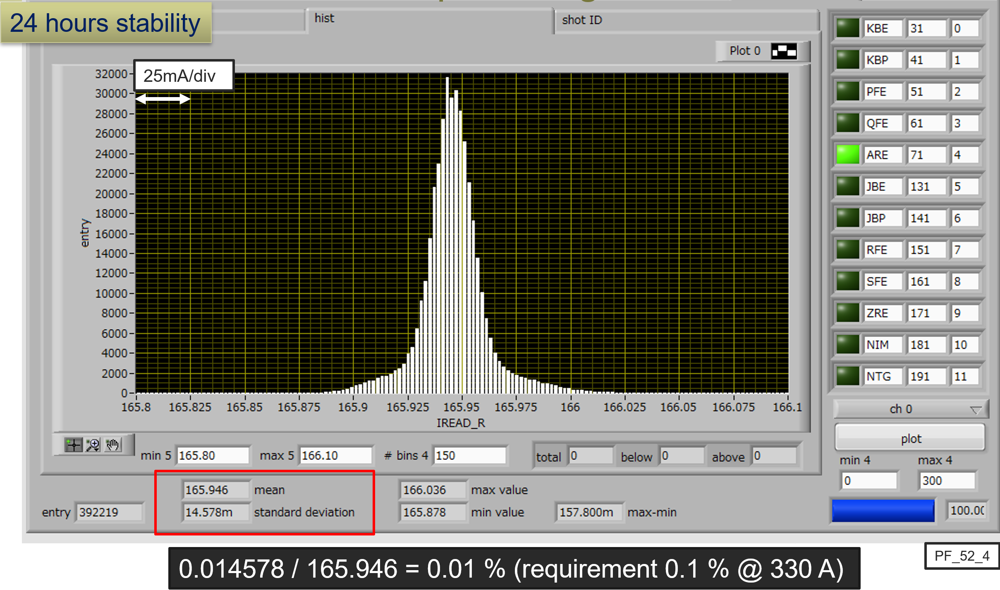 24 hours stability
hist
shot ID
Plot 0
25mA/div
32000
30000
28000
26000
24000
22000
20000
18000
16000
14000
12000
10000
8000
6000
4000
2000
0
entry
165.8 165.825 165.85 165.875 165.9 165.925 165.95 165.975 166 166.025 166.05 166.075 166.1
IREAD_R
min 5 165.80 max 5 166.10 # bins 4 150 total 0 below 0 above 0
165.946 mean 166.036 max value
entry 392219 14.578m standard deviation 165.878 min value 157.800m max-min
KBE 31 0
KBP 41 1
PFE 51 2
QFE 61 3
ARE 71 4
JBE 131 5
JBP 141 6
RFE 151 7
SFE 161 8
ZRE 171 9
NIM 181 10
NTG 191 11
ch 0
plot
min 4 max 4
0 300
100.00
PF_52_4
0.014578 / 165.946 = 0.01 % (requirement 0.1 % @ 330 A)